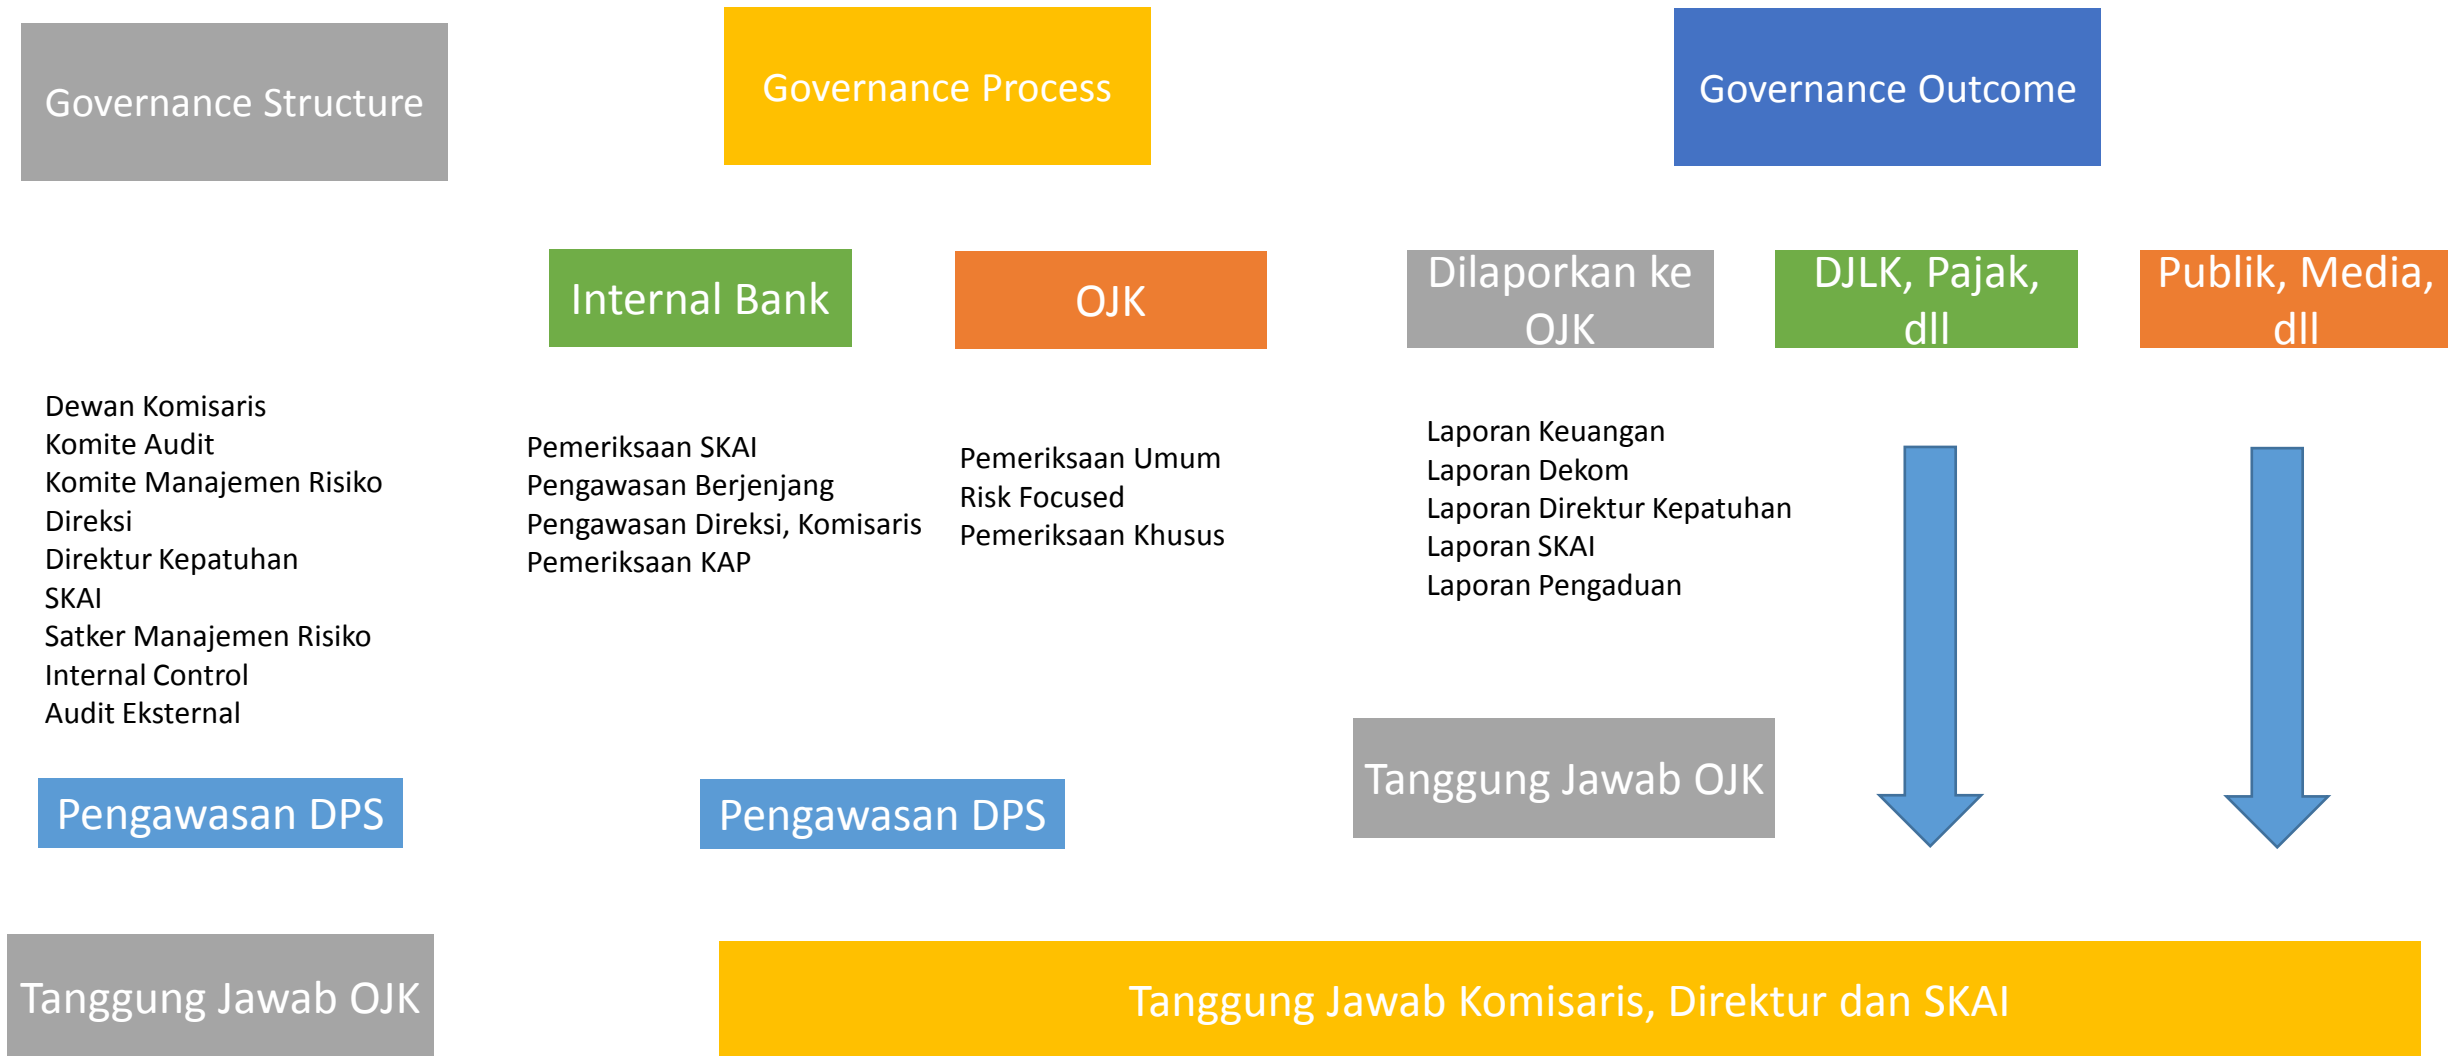 Governance Structure
Governance Process
Governance Outcome
Internal Bank
OJK
Dilaporkan ke
OJK
DJLK, Pajak,
dll
Publik, Media,
dll
Dewan Komisaris
Komite Audit
Komite Manajemen Risiko
Direksi
Direktur Kepatuhan
SKAI
Satker Manajemen Risiko
Internal Control
Audit Eksternal
Pemeriksaan SKAI
Pengawasan Berjenjang
Pengawasan Direksi, Komisaris
Pemeriksaan KAP
Pemeriksaan Umum
Risk Focused
Pemeriksaan Khusus
Laporan Keuangan
Laporan Dekom
Laporan Direktur Kepatuhan
Laporan SKAI
Laporan Pengaduan
Pengawasan DPS
Pengawasan DPS
Tanggung Jawab OJK
Tanggung Jawab OJK
Tanggung Jawab Komisaris, Direktur dan SKAI